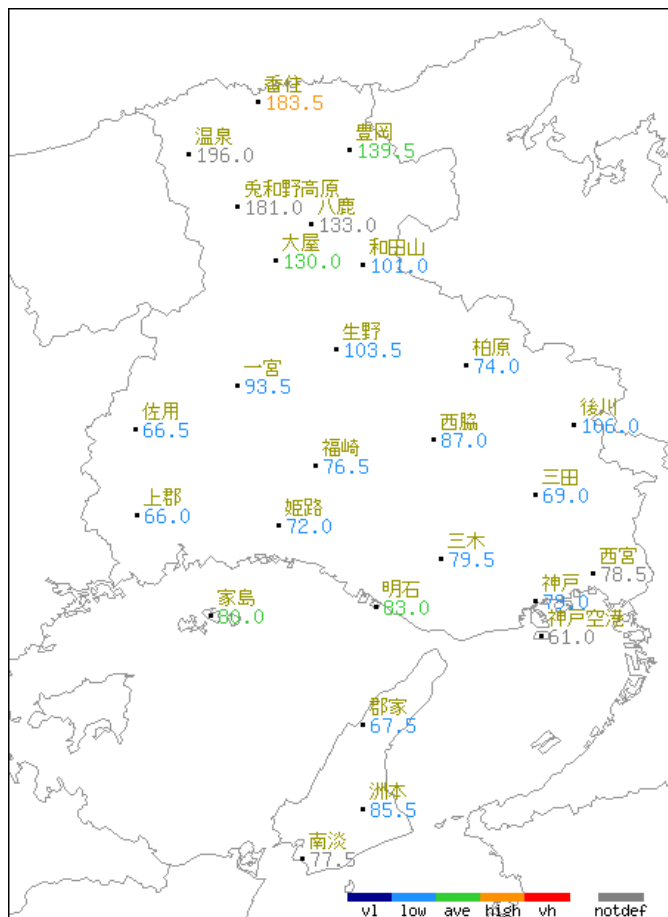 香住
183.5
温泉
196.0
豊岡
139.5
兎和野高原
181.0
八鹿
133.0
大屋
130.0
和田山
101.0
生野
103.5
柏原
74.0
一宮
93.5
佐用
66.5
後川
106.0
西脇
87.0
福崎
76.5
三田
69.0
上郡
66.0
姫路
72.0
三木
79.5
西宮
78.5
神戸
78.0
家島
80.0
明石
83.0
神戸空港
61.0
郡家
67.5
洲本
85.5
南淡
77.5
vl low ave high vh notdef